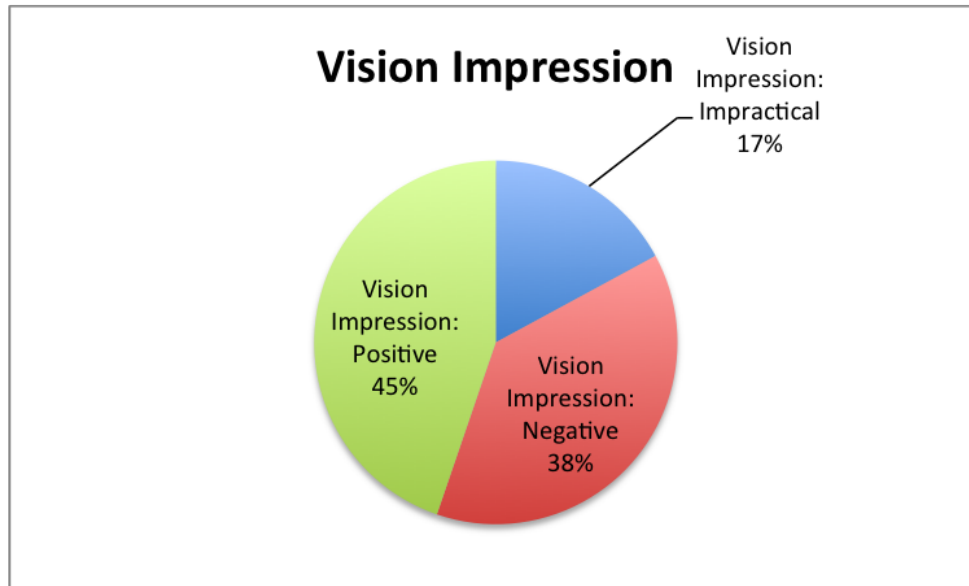 Vision Impression
Vision
Impression:
Impractical
17%
Vision
Impression:
Positive
45%
Vision
Impression:
Negative
38%